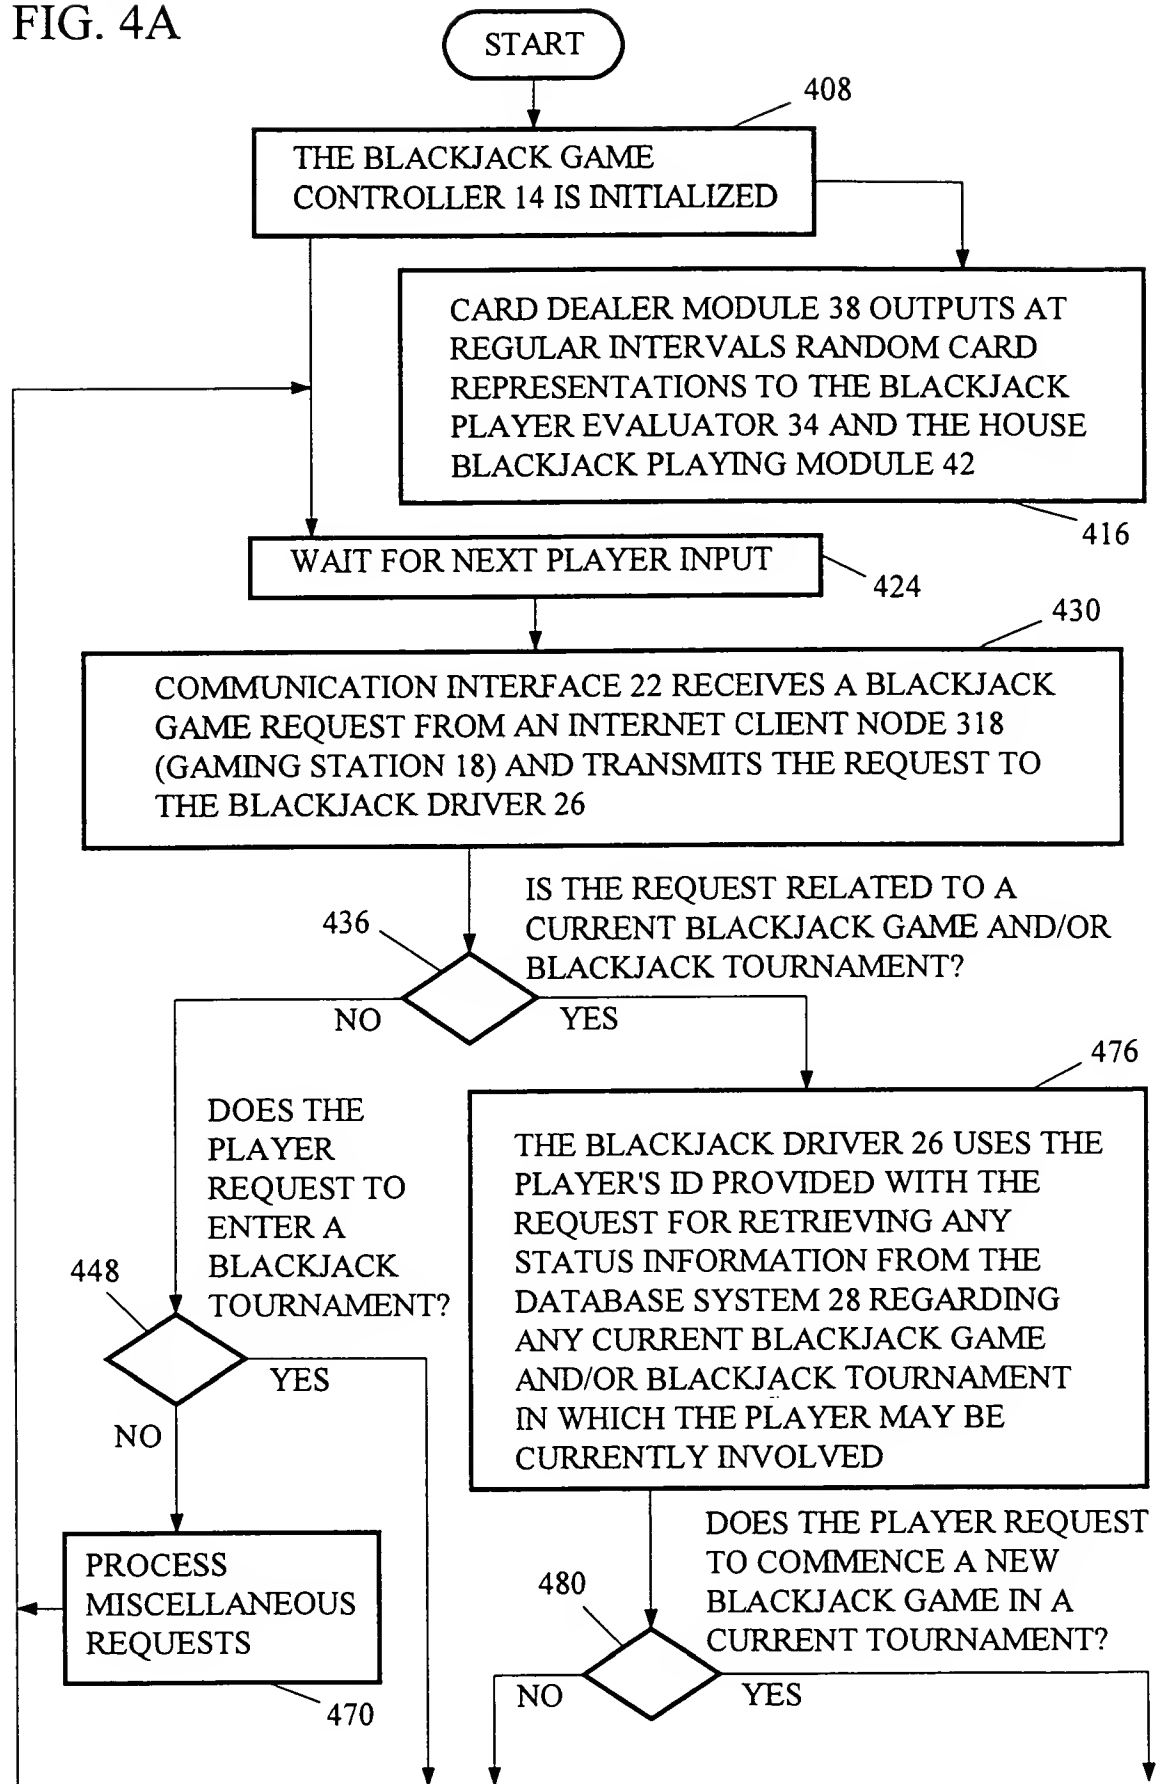 FIG. 4A
START
408
THE BLACKJACK GAME
CONTROLLER 14 IS INITIALIZED
CARD DEALER MODULE 38 OUTPUTS AT
REGULAR INTERVALS RANDOM CARD
REPRESENTATIONS TO THE BLACKJACK
PLAYER EVALUATOR 34 AND THE HOUSE
BLACKJACK PLAYING MODULE 42
416
WAIT FOR NEXT PLAYER INPUT
424
430
COMMUNICATION INTERFACE 22 RECEIVES A BLACKJACK
GAME REQUEST FROM AN INTERNET CLIENT NODE 318
(GAMING STATION 18) AND TRANSMITS THE REQUEST TO
THE BLACKJACK DRIVER 26
IS THE REQUEST RELATED TO A
CURRENT BLACKJACK GAME AND/OR
BLACKJACK TOURNAMENT?
436
NO
YES
476
DOES THE
PLAYER
REQUEST TO
ENTER A
BLACKJACK
TOURNAMENT?
448
YES
NO
THE BLACKJACK DRIVER 26 USES THE
PLAYER'S ID PROVIDED WITH THE
REQUEST FOR RETRIEVING ANY
STATUS INFORMATION FROM THE
DATABASE SYSTEM 28 REGARDING
ANY CURRENT BLACKJACK GAME
AND/OR BLACKJACK TOURNAMENT
IN WHICH THE PLAYER MAY BE
CURRENTLY INVOLVED
PROCESS
MISCELLANEOUS
REQUESTS
470
DOES THE PLAYER REQUEST
TO COMMENCE A NEW
BLACKJACK GAME IN A
CURRENT TOURNAMENT?
480
NO
YES